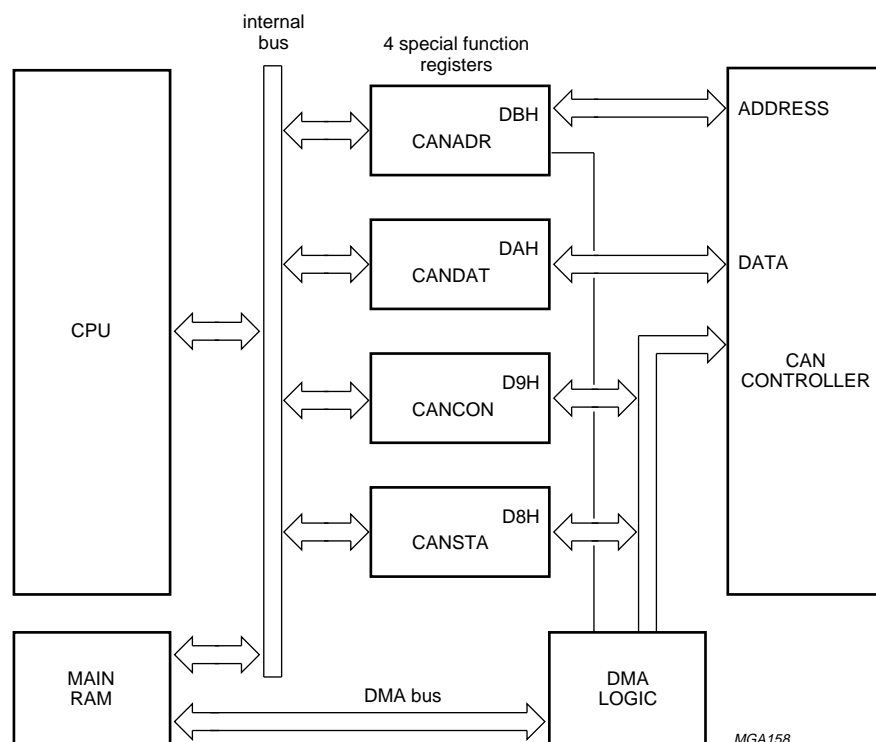 internal
bus
4 special function
registers
DBH
CANADR
ADDRESS
DAH
CANDAT
DATA
CPU
D9H
CANCON
CAN
CONTROLLER
D8H
CANSTA
MAIN
RAM
DMA bus
DMA
LOGIC
MGA158